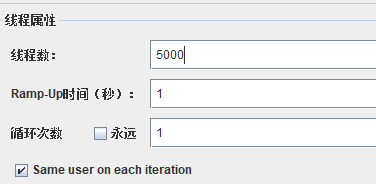 线程属性
线程数： 5000
Ramp-Up时间（秒）： 1
循环次数 永远 1
Same user on each iteration